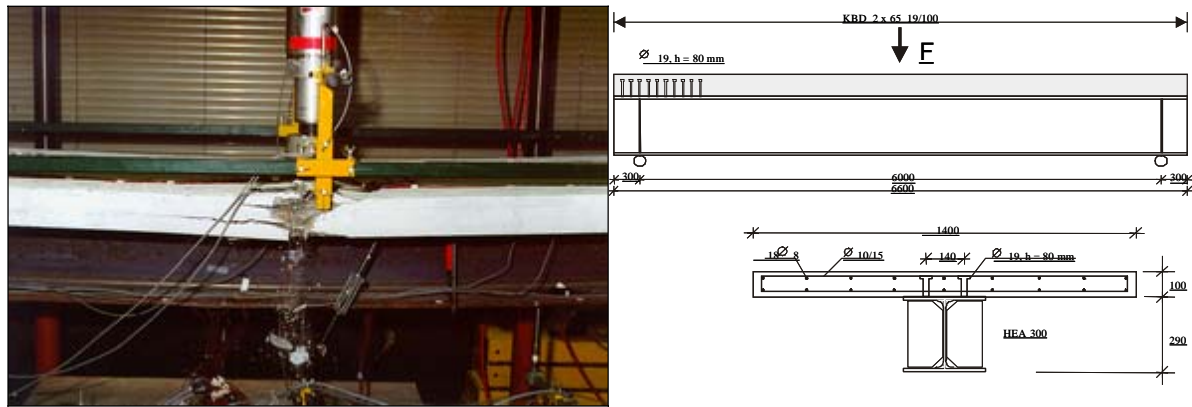 KBD 2 x 65 19/100
F
Ø 19, h = 80 mm
300 6000 300
6600
1400
18Ø 8 Ø 10/15 140 Ø 19, h = 80 mm
100
HEA 300
290